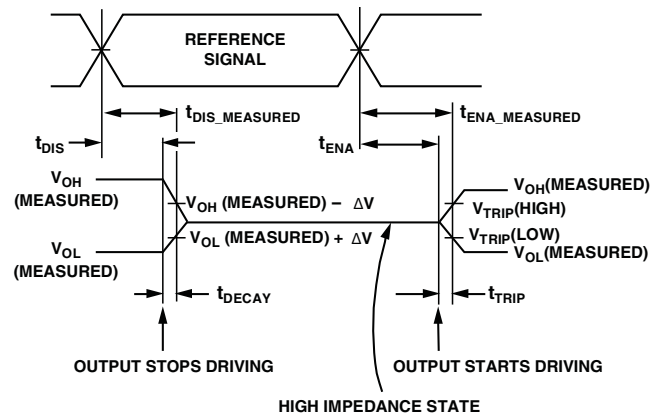 REFERENCE
SIGNAL
tDIS_MEASURED
tENA_MEASURED
tDIS
tENA
VOH
(MEASURED)
VOH (MEASURED) – ΔV
VOH(MEASURED)
VTRIP(HIGH)
VOL (MEASURED) + ΔV
VTRIP(LOW)
VOL
(MEASURED)
VOL(MEASURED)
tDECAY
tTRIP
OUTPUT STOPS DRIVING
OUTPUT STARTS DRIVING
HIGH IMPEDANCE STATE